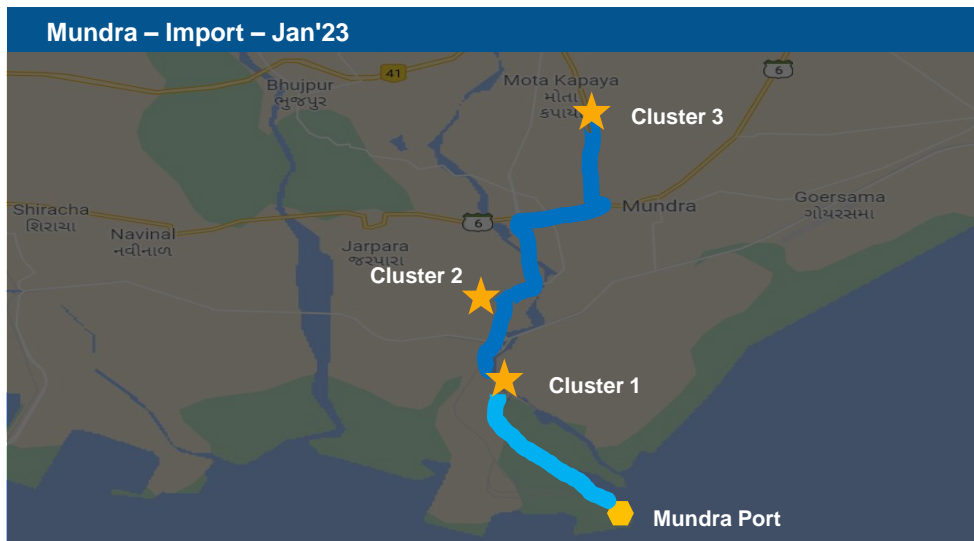 Mundra – Import – Jan'23
41
6
Bhujpur
ભુજપુર
Mota Kapaya
મોતા
કપાયા
Cluster 3
Shiracha
શિરાચા
Navinal
નવીનાળ
Mundra
Goersama
ગોયરસમા
6
Jarpara
જરપારા
Cluster 2
Cluster 1
Mundra Port